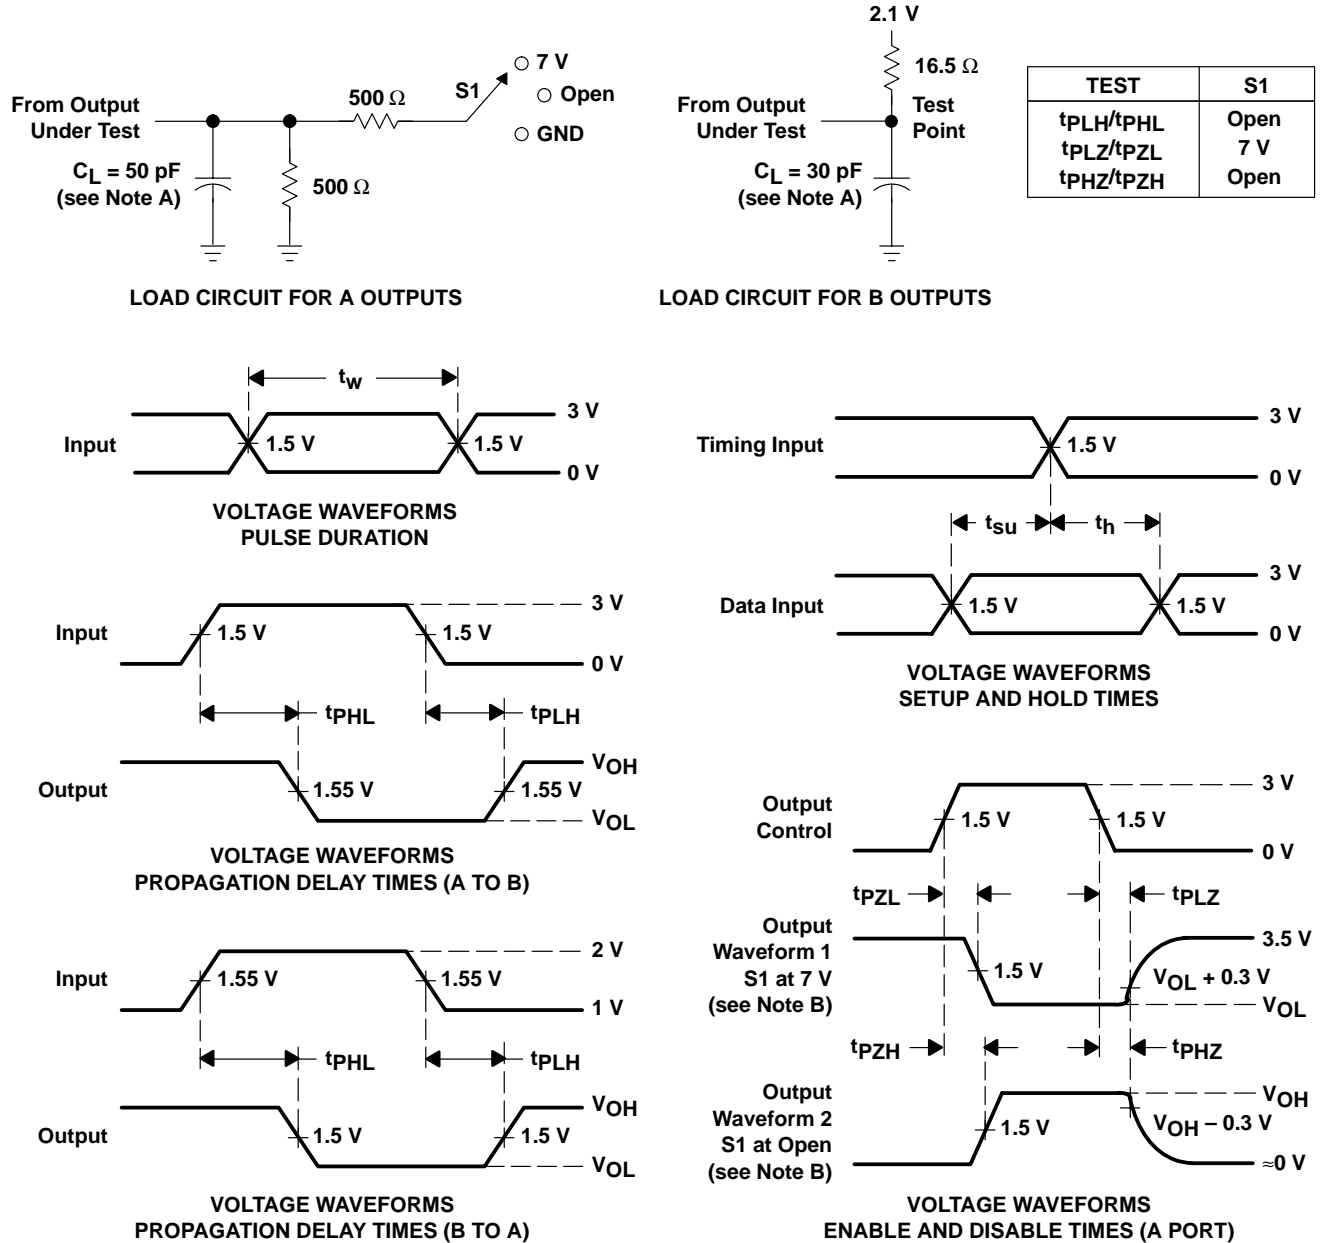 From Output
Under Test
CL = 50 pF
(see Note A)
500 Ω
500 Ω
S1
7 V
Open
GND
LOAD CIRCUIT FOR A OUTPUTS
2.1 V
16.5 Ω
From Output
Under Test
Test
Point
CL = 30 pF
(see Note A)
LOAD CIRCUIT FOR B OUTPUTS
TEST S1
tPLH/tPHL Open
tPLZ/tPZL 7 V
tPHZ/tPZH Open
tw
3 V
Input
1.5 V
1.5 V
0 V
VOLTAGE WAVEFORMS
PULSE DURATION
3 V
Timing Input
1.5 V
0 V
tsu
th
3 V
Data Input
1.5 V
1.5 V
0 V
VOLTAGE WAVEFORMS
SETUP AND HOLD TIMES
3 V
Input
1.5 V
1.5 V
0 V
tPHL
tPLH
VOH
Output
1.55 V
1.55 V
VOL
VOLTAGE WAVEFORMS
PROPAGATION DELAY TIMES (A TO B)
2 V
Input
1.55 V
1.55 V
1 V
tPHL
tPLH
VOH
Output
1.5 V
1.5 V
VOL
VOLTAGE WAVEFORMS
PROPAGATION DELAY TIMES (B TO A)
3 V
Output
Control
1.5 V
1.5 V
0 V
tPZL
tPLZ
Output
Waveform 1
S1 at 7 V
(see Note B)
3.5 V
1.5 V
VOL + 0.3 V
VOL
tPZH
tPHZ
Output
Waveform 2
S1 at Open
(see Note B)
VOH
1.5 V
VOH – 0.3 V
≈0 V
VOLTAGE WAVEFORMS
ENABLE AND DISABLE TIMES (A PORT)